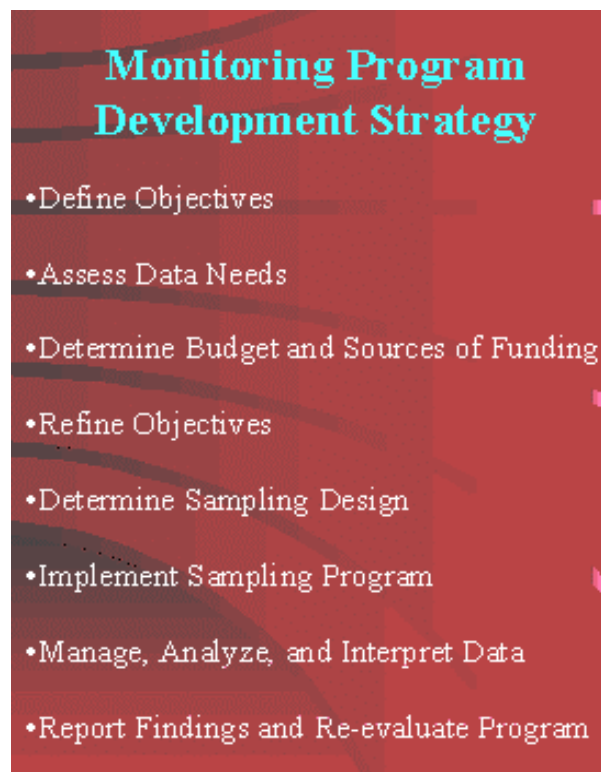 Monitoring Program
Development Strategy
•Define Objectives
•Assess Data Needs
•Determine Budget and Sources of Funding
•Refine Objectives
•Determine Sampling Design
•Implement Sampling Program
•Manage, Analyze, and Interpret Data
•Report Findings and Re-evaluate Program